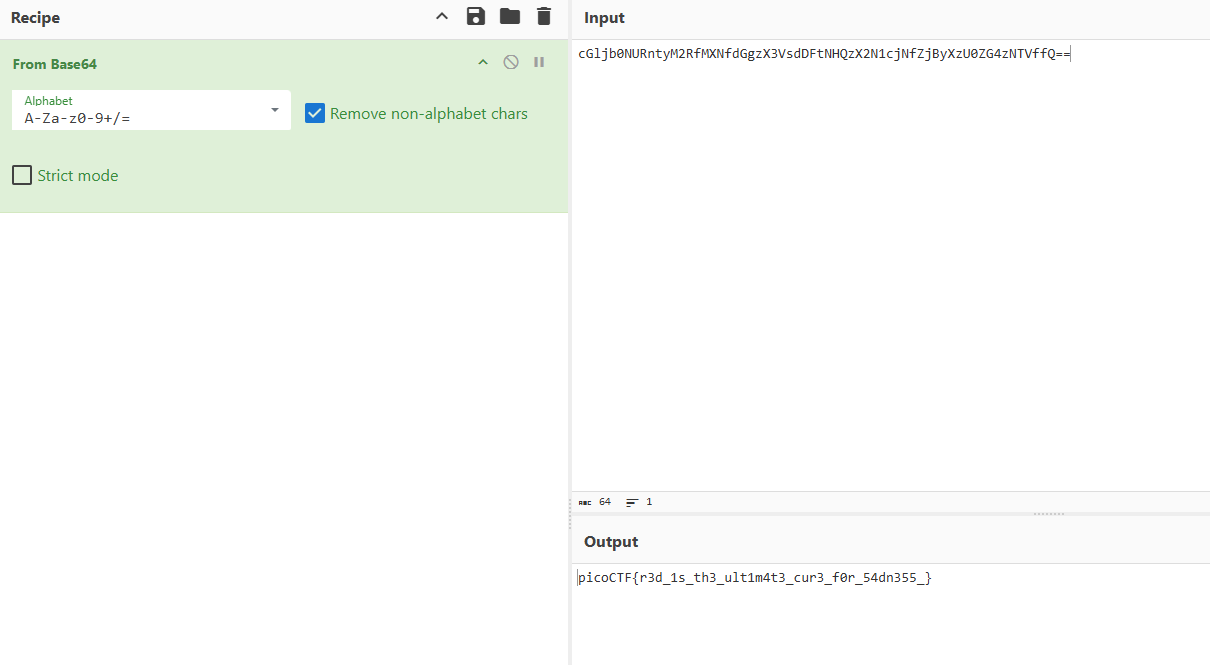 Recipe
From Base64
Alphabet
A-Za-z0-9+/=
Remove non-alphabet chars
Strict mode
Input
cGljb0NURntyM2RfMXNfdGgzX3VsdDFtNHQzX2N1cjNfZjByXzU0ZG4zNTVffQ==
ABC 64 1
Output
picoCTF{r3d_1s_th3_ult1m4t3_cur3_f0r_54dn355_}